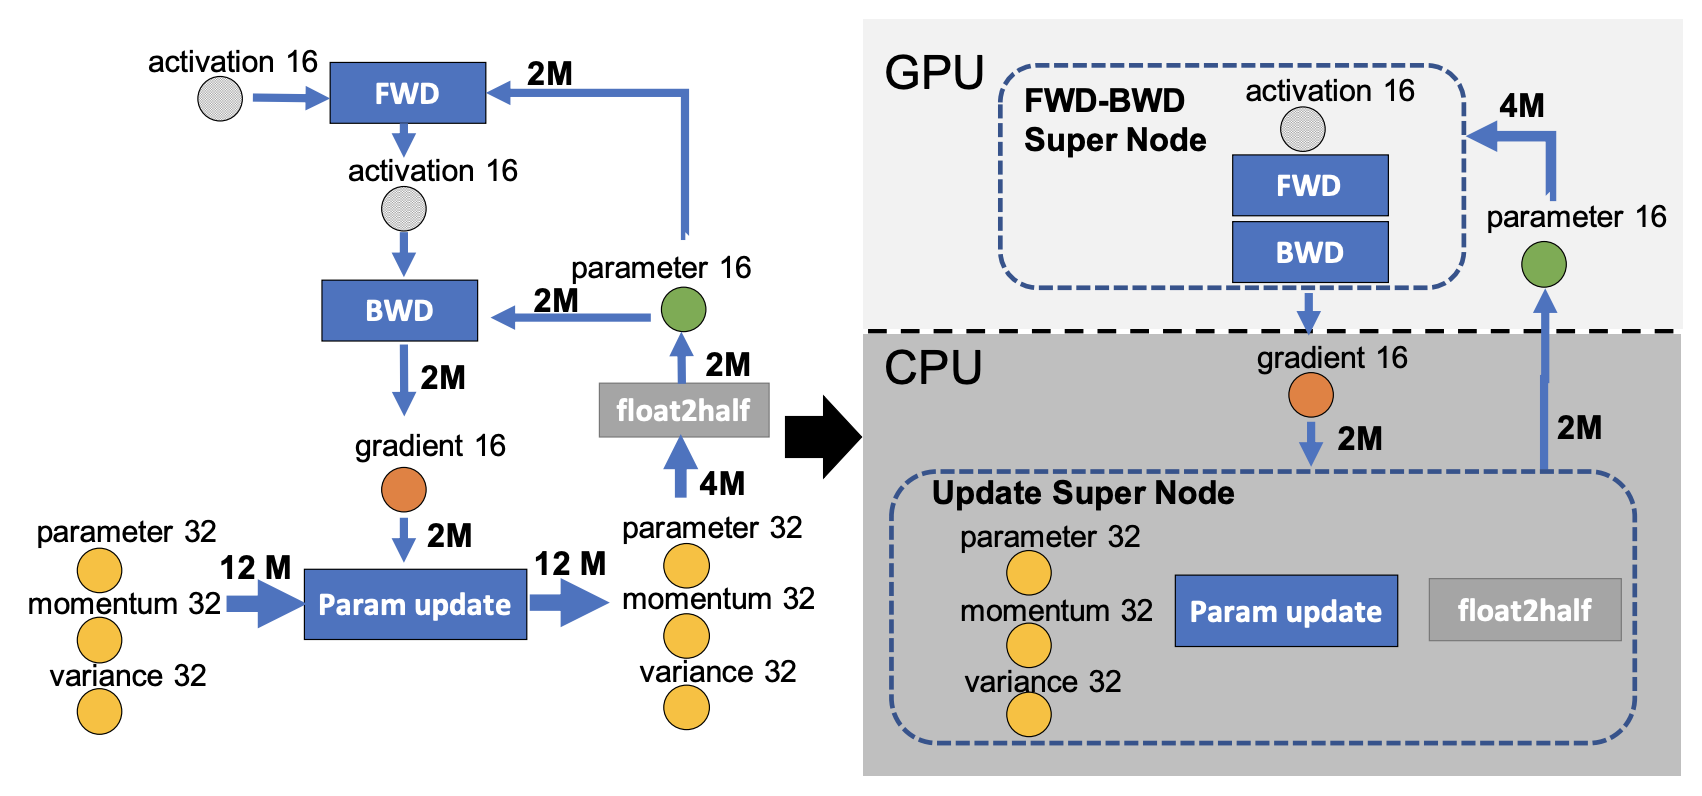 activation 16
FWD
2M
activation 16
parameter 16
2M
BWD
2M
2M
float2half
gradient 16
4M
2M
parameter 32
12 M
momentum 32
variance 32
Param update
12 M
parameter 32
momentum 32
variance 32
GPU
FWD-BWD
Super Node
activation 16
FWD
BWD
4M
parameter 16
CPU
gradient 16
2M
2M
Update Super Node
parameter 32
momentum 32
variance 32
Param update
float2half